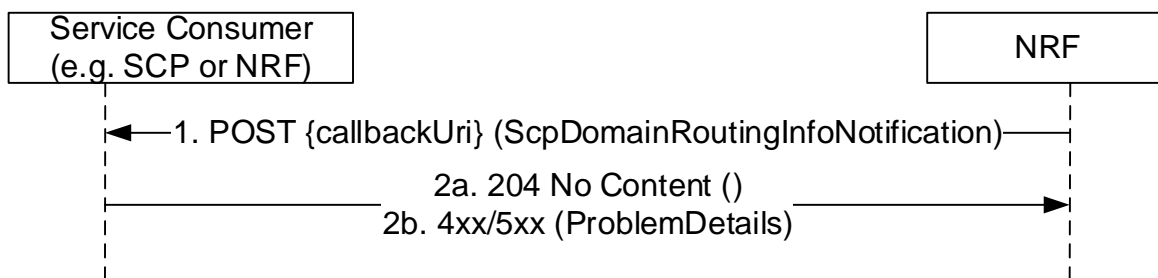 Service Consumer
(e.g. SCP or NRF)
NRF
1. POST {callbackUri} (ScpDomainRoutingInfoNotification)
2a. 204 No Content ()
2b. 4xx/5xx (ProblemDetails)